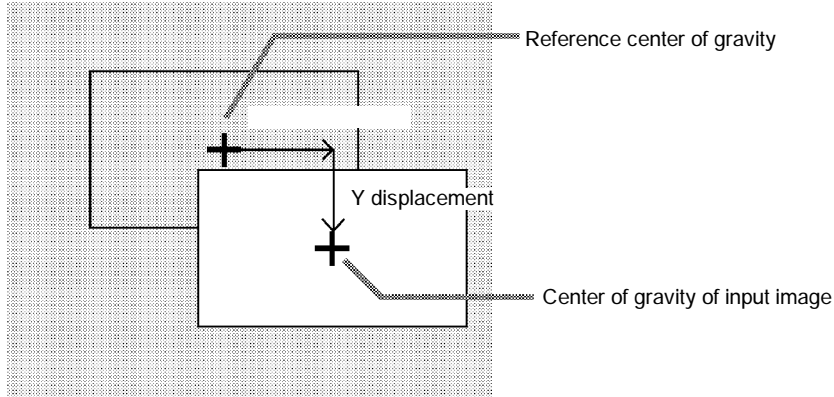 Reference center of gravity
Y displacement
Center of gravity of input image